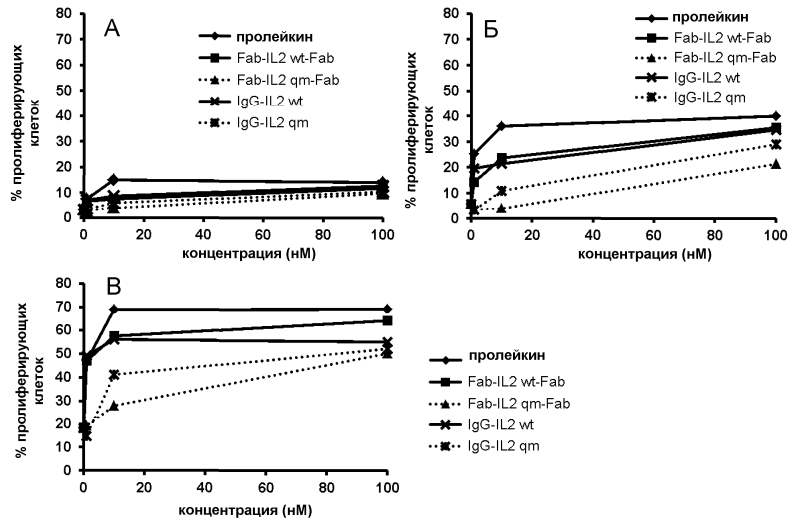 А
80
70
60
50
40
30
20
10
0
% пролиферирующих
клеток
0 20 40 60 80 100
концентрация (нМ)
пролейкин
Fab-IL2 wt-Fab
Fab-IL2 qm-Fab
IgG-IL2 wt
IgG-IL2 qm
Б
80
70
60
50
40
30
20
10
0
% пролиферирующих
клеток
0 20 40 60 80 100
концентрация (нМ)
пролейкин
Fab-IL2 wt-Fab
Fab-IL2 qm-Fab
IgG-IL2 wt
IgG-IL2 qm
В
80
70
60
50
40
30
20
10
0
% пролиферирующих
клеток
0 20 40 60 80 100
концентрация (нМ)
пролейкин
Fab-IL2 wt-Fab
Fab-IL2 qm-Fab
IgG-IL2 wt
IgG-IL2 qm